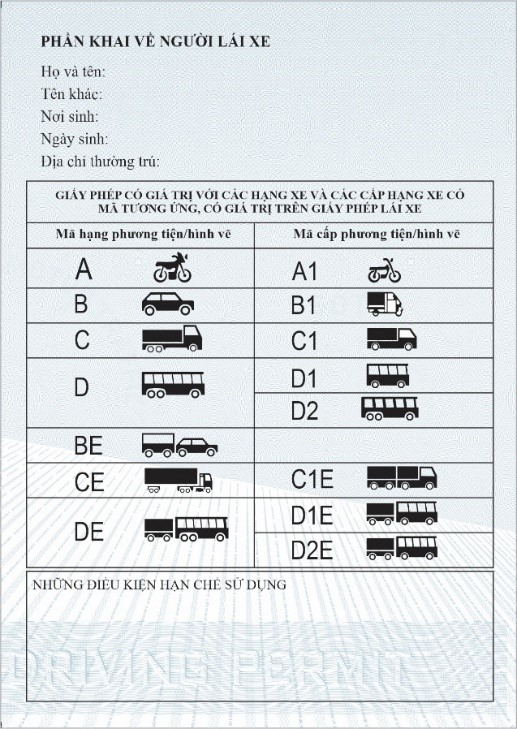 PHẦN KHAI VỀ NGƯỜI LÁI XE
Họ và tên:
Tên khác:
Nơi sinh:
Ngày sinh:
Địa chỉ thường trú:
GIẤY PHÉP CÓ GIÁ TRỊ VỚI CÁC HẠNG XE VÀ CÁC CẤP HẠNG XE CÓ
MÃ TƯƠNG ỨNG, CÓ GIÁ TRỊ TRÊN GIẤY PHÉP LÁI XE
Mã hạng phương tiện/hình vẽ Mã cấp phương tiện/hình vẽ
A A1
B B1
C C1
D D1
D2
BE
CE C1E
DE D1E
D2E
NHỮNG ĐIỀU KIỆN HẠN CHẾ SỬ DỤNG
DRIVING PERMIT